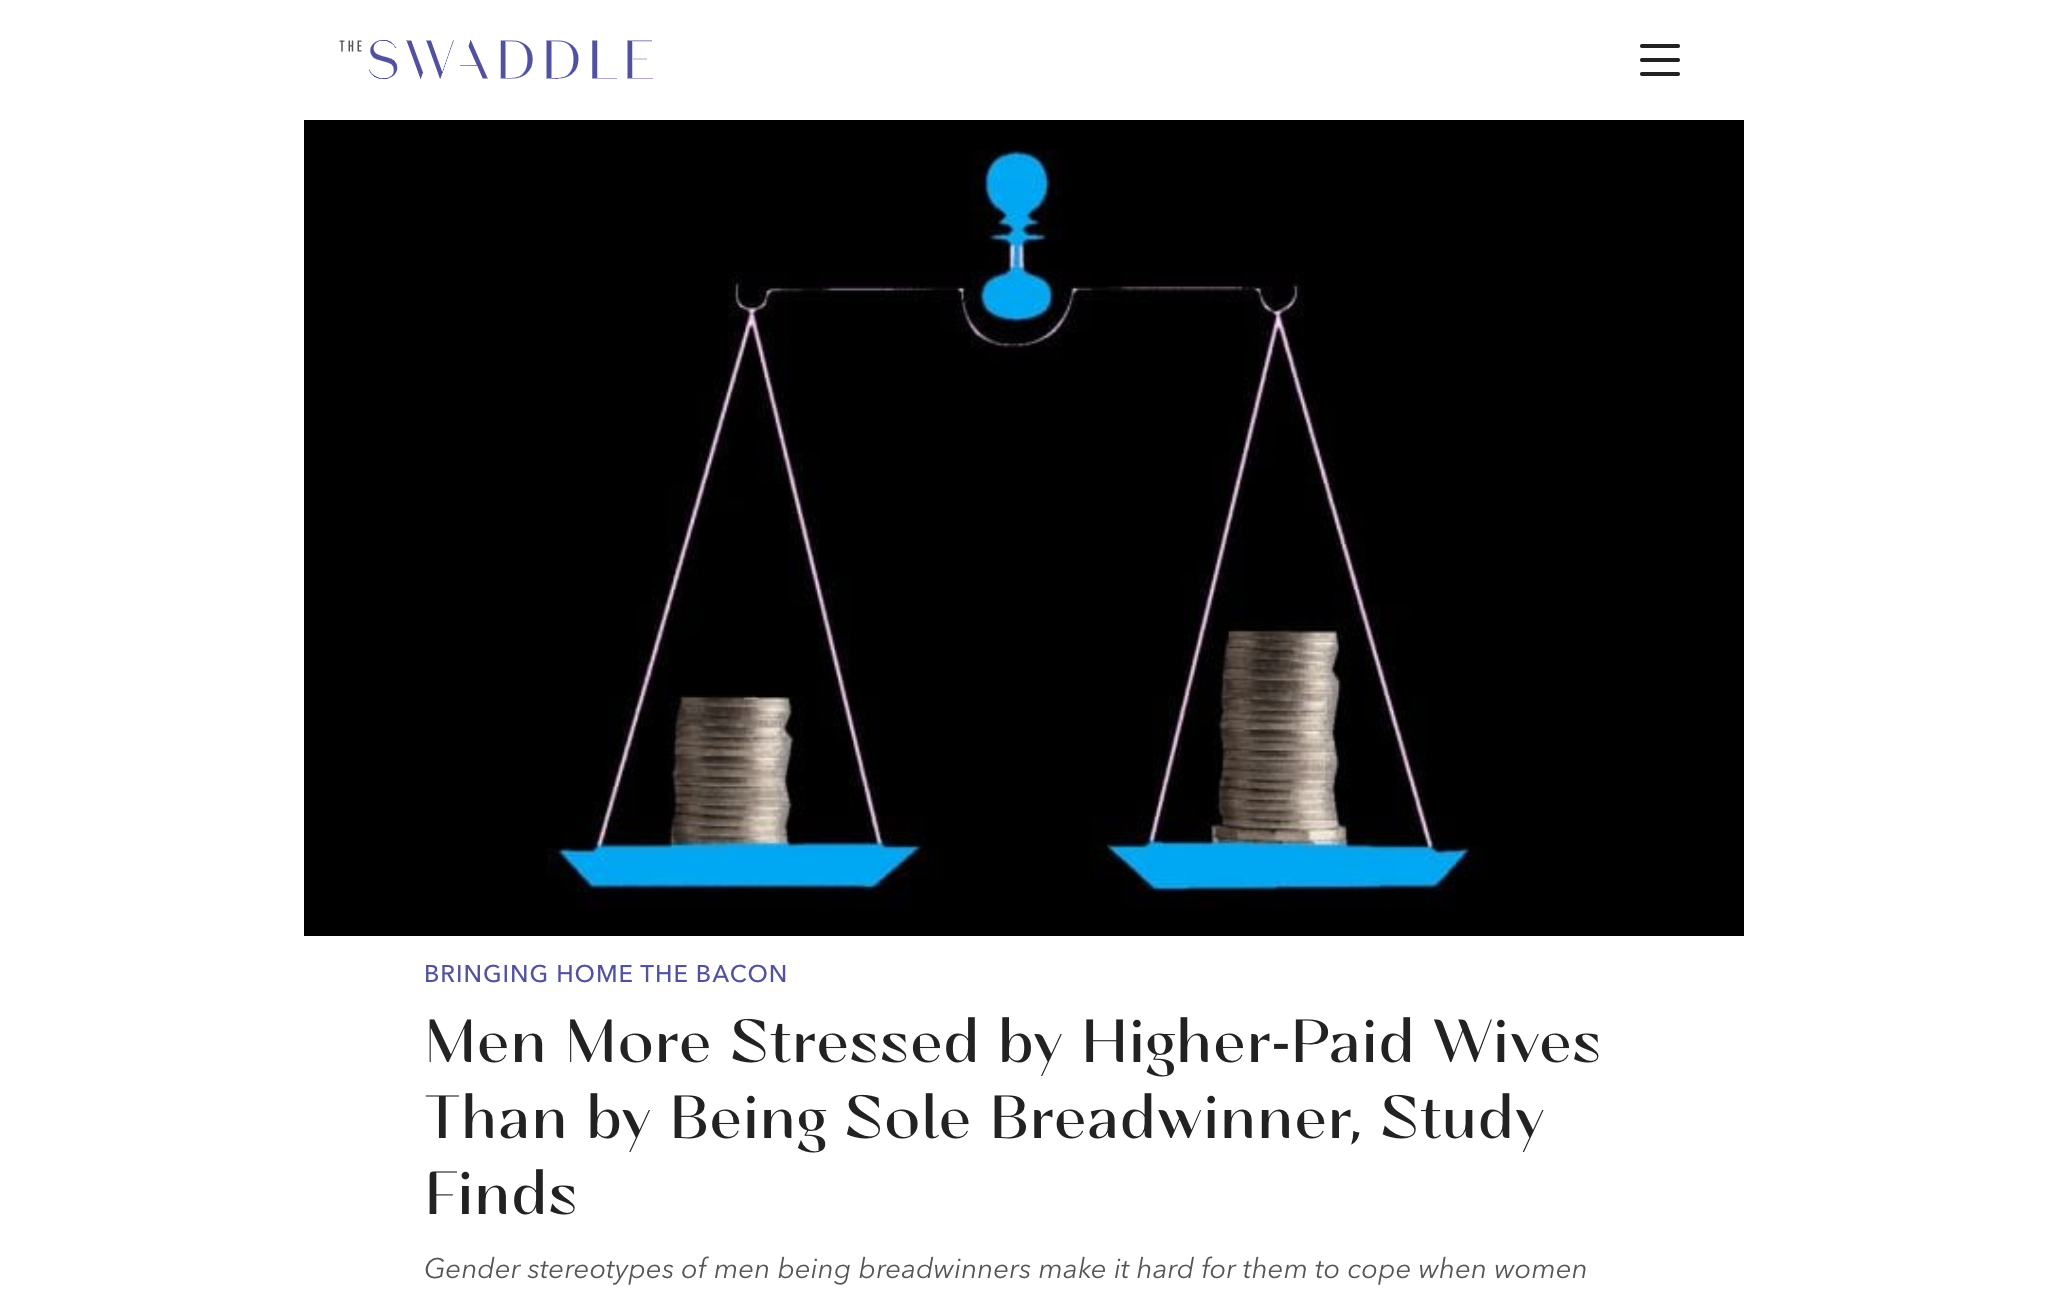 THE SWADDLE
BRINGING HOME THE BACON
Men More Stressed by Higher-Paid Wives
Than by Being Sole Breadwinner, Study
Finds
Gender stereotypes of men being breadwinners make it hard for them to cope when women